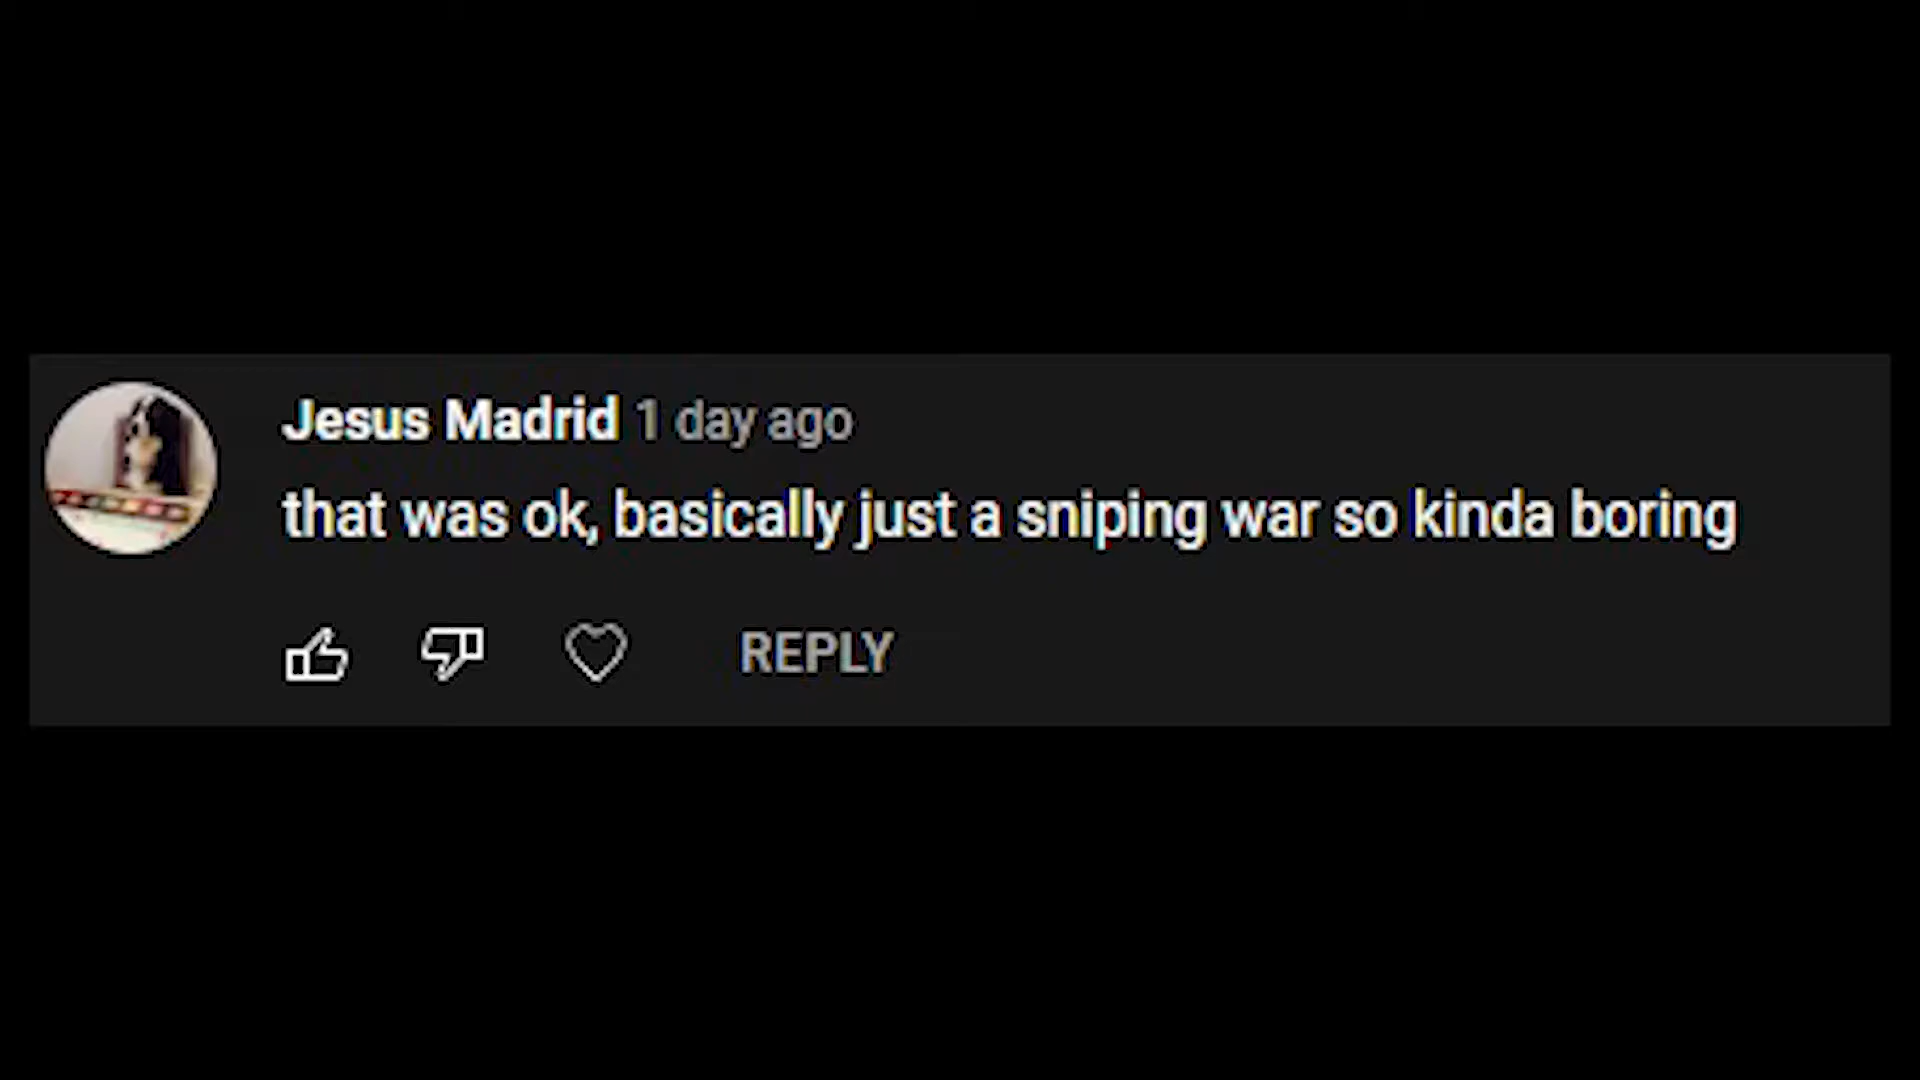 Jesus Madrid 1 day ago
that was ok, basically just a sniping war so kinda boring
REPLY